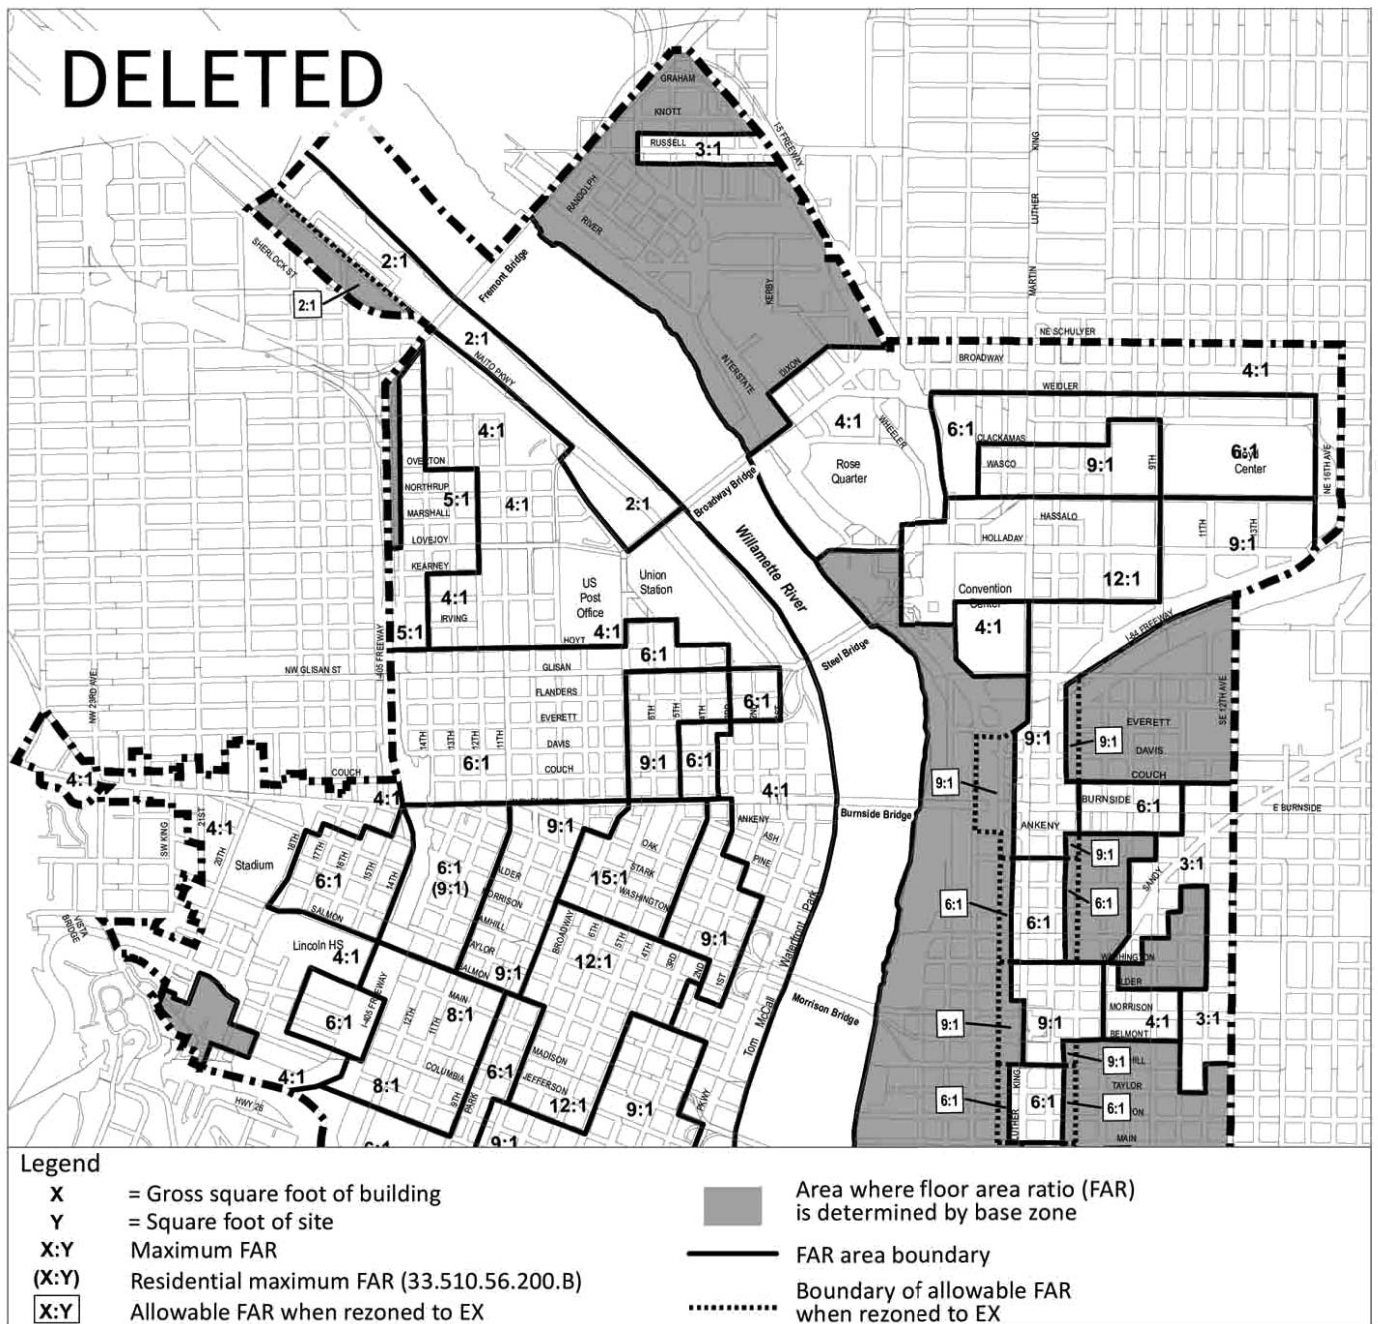 DELETED
GRAHAM
KNOTT
RUSSELL
3:1
I-5 FREEWAY
KING
LUTHER
MARTIN
RANDOLPH
RIVER
KERBY
SHERLOCK ST
2:1
2:1
Fremont Bridge
2:1
NAITO PKWY
INTERSTATE
DIXON
NE SCHULYER
BROADWAY
4:1
WEIDLER
4:1
4:1
WHEELER
6:1
CLACKAMAS
WASCO
9:1
9TH
6:1
Center
NE 16TH AVE
OVERTON
NORTHRUP
5:1
MARSHALL
LOVEJOY
4:1
2:1
Broadway Bridge
Rose
Quarter
HASSALO
HOLLADAY
11TH
13TH
9:1
KEARNEY
4:1
IRVING
5:1
US
Post
Office
Union
Station
Willamette River
Convention
Center
12:1
4:1
I-84 FREEWAY
I-405 FREEWAY
HOYT
4:1
6:1
Steel Bridge
NW GLISAN ST
GLISAN
FLANDERS
EVERETT
DAVIS
COUCH
NW 23RD AVE
14TH
13TH
12TH
11TH
6TH
5TH
4TH
6:1
6:1
9:1
6:1
9:1
EVERETT
9:1
DAVIS
COUCH
SE 12TH AVE
4:1
COUCH
4:1
4:1
9:1
Burnside Bridge
BURNSIDE
6:1
E BURNSIDE
ANKENY
SW KING
21ST
4:1
20TH
Stadium
18TH
17TH
16TH
15TH
14TH
6:1
SALMON
6:1
(9:1)
9:1
ANKENY
ASH
PINE
OAK
STARK
WASHINGTON
15:1
9:1
SANDY
3:1
6:1
6:1
6:1
VISTA
BRIDGE
Lincoln HS
4:1
SALMON
9:1
BROADWAY
6TH
5TH
4TH
3RD
2ND
1ST
12:1
9:1
Tom McCall Waterfront Park
Morrison Bridge
WASHINGTON
MORRISON
4:1
BELMONT
3:1
9:1
9:1
6:1
I-405 FREEWAY
12TH
11TH
MAIN
8:1
4:1
HWY 26
8:1
COLUMBIA
9TH
PARK
6:1
MADISON
JEFFERSON
12:1
9:1
PKWY
9:1
TAYLOR
6:1
KING
LUTHER
6:1
6:1
MAIN
9:1
Legend
X = Gross square foot of building
Y = Square foot of site
X:Y Maximum FAR
(X:Y) Residential maximum FAR (33.510.56.200.B)
X:Y Allowable FAR when rezoned to EX
Area where floor area ratio (FAR)
is determined by base zone
FAR area boundary
Boundary of allowable FAR
when rezoned to EX